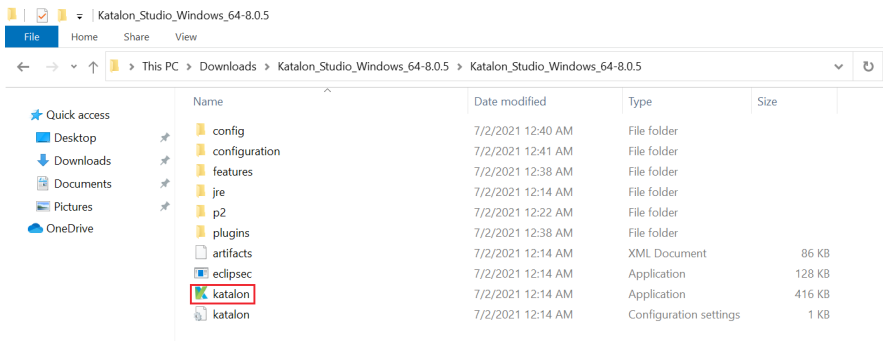 Katalon_Studio_Windows_64-8.0.5
File Home Share View
This PC > Downloads > Katalon_Studio_Windows_64-8.0.5 > Katalon_Studio_Windows_64-8.0.5
Name Date modified Type Size
Quick access
Desktop
Downloads
Documents
Pictures
OneDrive
config 7/2/2021 12:40 AM File folder
configuration 7/2/2021 12:41 AM File folder
features 7/2/2021 12:38 AM File folder
jre 7/2/2021 12:14 AM File folder
p2 7/2/2021 12:22 AM File folder
plugins 7/2/2021 12:38 AM File folder
artifacts 7/2/2021 12:14 AM XML Document 86 KB
eclipsec 7/2/2021 12:14 AM Application 128 KB
katalon 7/2/2021 12:14 AM Application 416 KB
katalon 7/2/2021 12:14 AM Configuration settings 1 KB